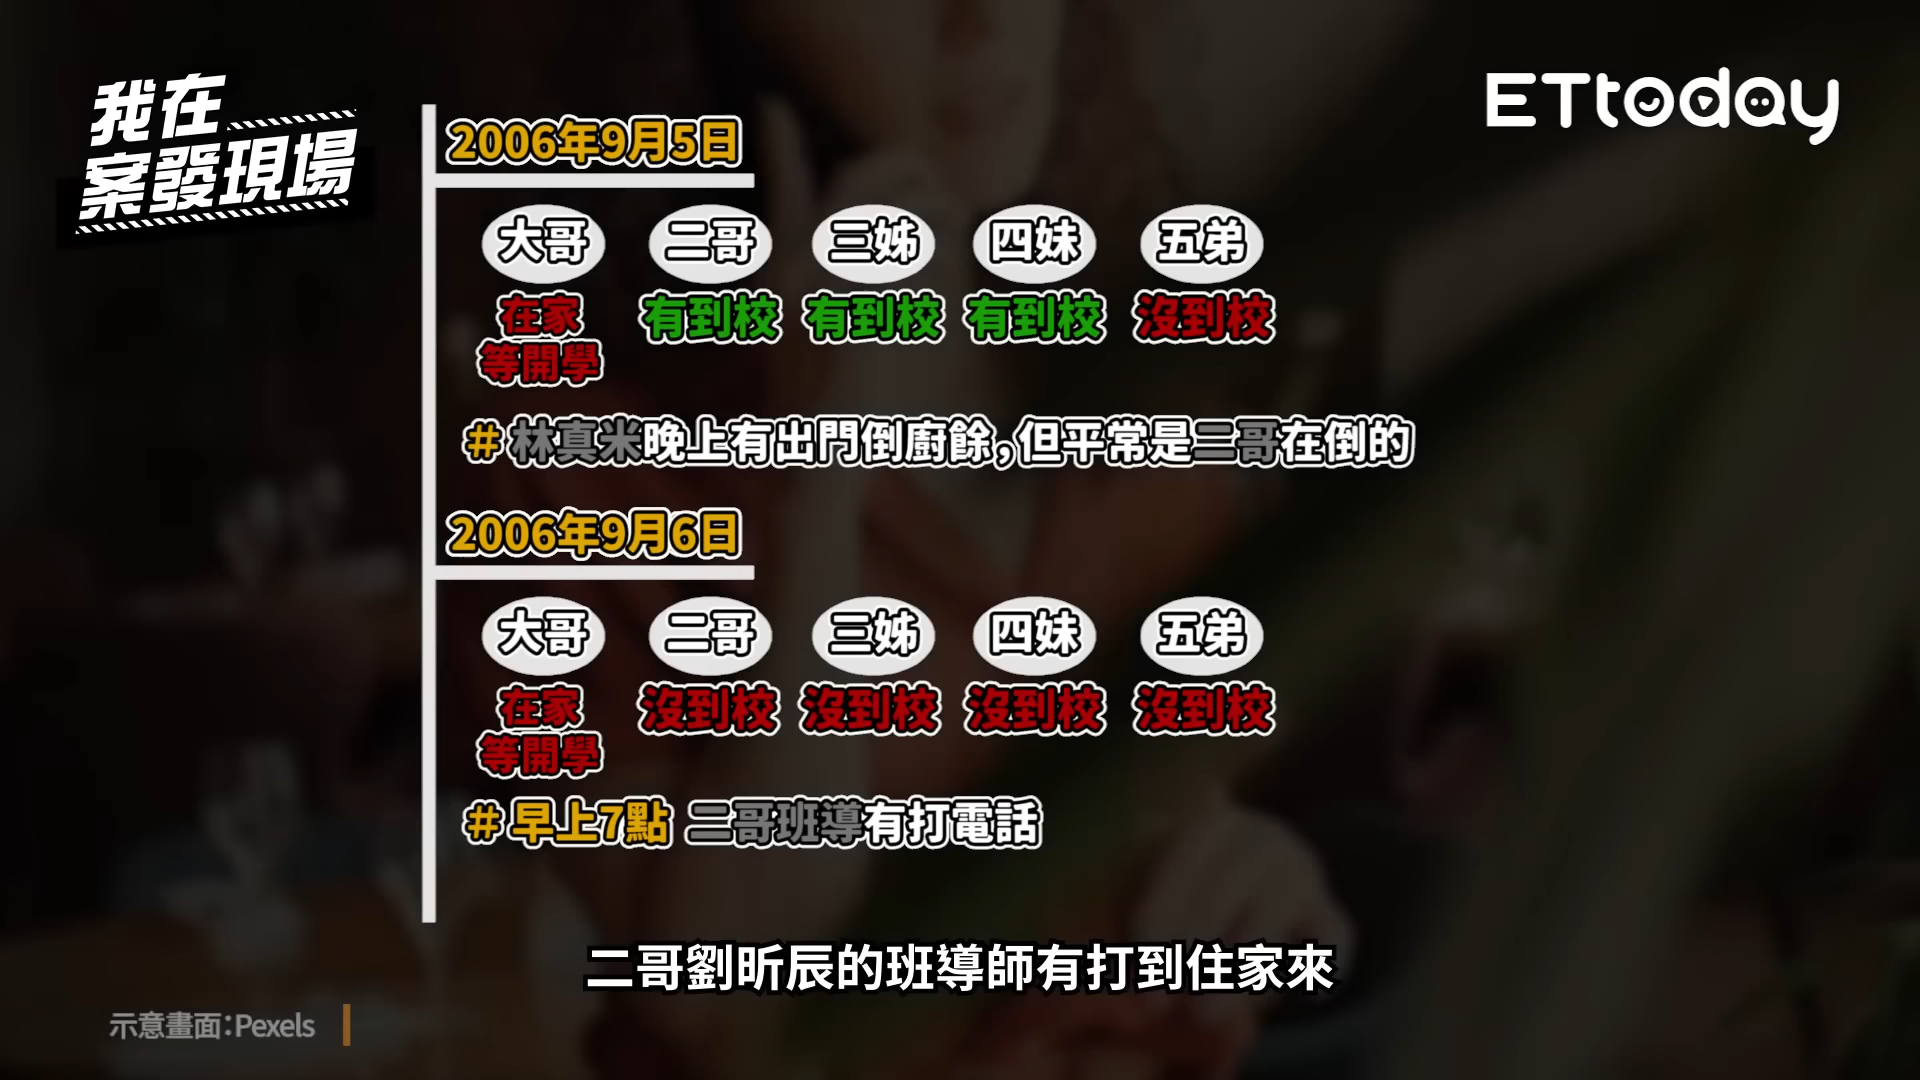 我在
案發現場
ETtoday
2006年9月5日
大哥 二哥 三姊 四妹 五弟
在家 有到校 有到校 有到校 沒到校
等開學
# 林真米晚上有出門倒廚餘,但平常是二哥在倒的
2006年9月6日
大哥 二哥 三姊 四妹 五弟
在家 沒到校 沒到校 沒到校 沒到校
等開學
# 早上7點 二哥班導有打電話
二哥劉昕辰的班導師有打到住家來
示意畫面:Pexels